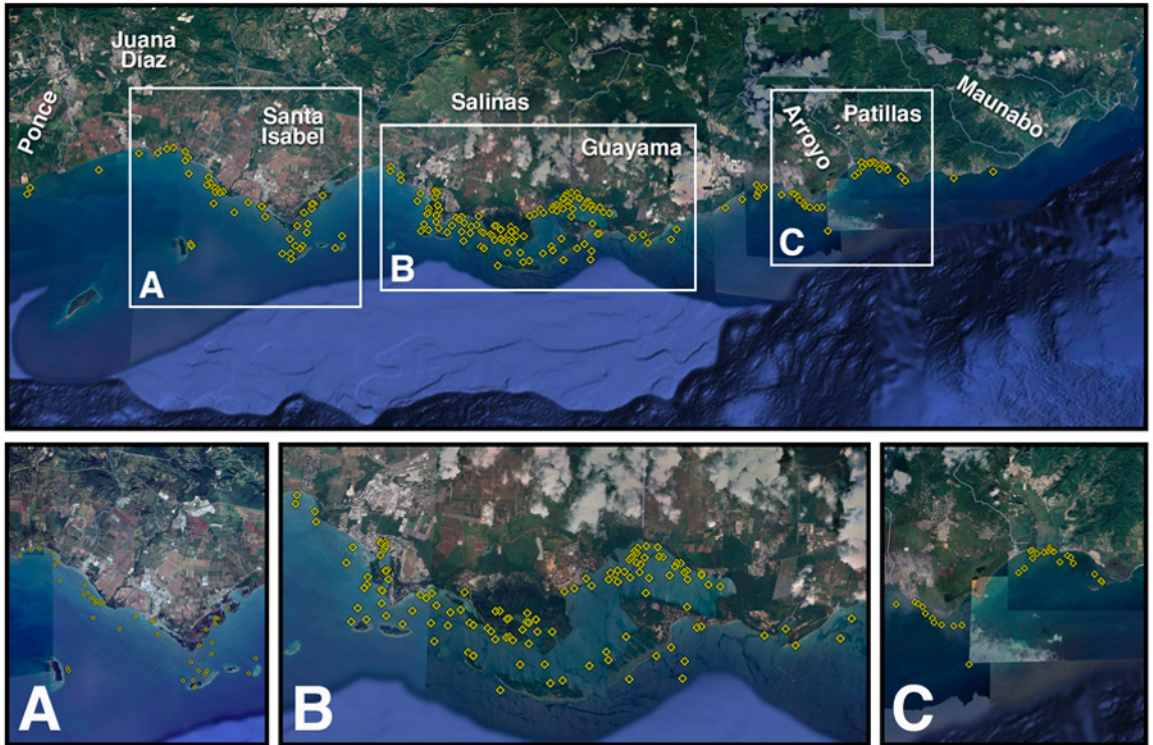 Juana
Díaz
Ponce
Santa
Isabel
Salinas
Guayama
Arroyo
Patillas
Maunabo
A
B
C
A
B
C